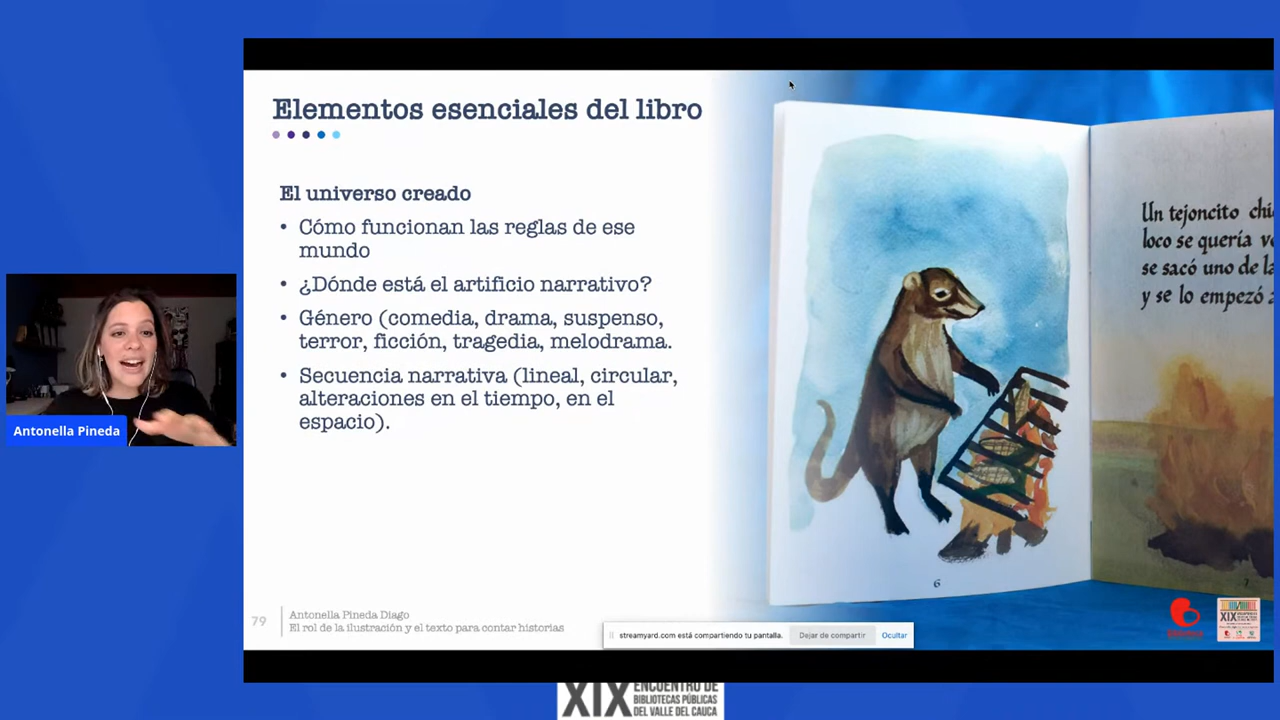 Elementos esenciales del libro
El universo creado
• Cómo funcionan las reglas de ese
mundo
• ¿Dónde está el artificio narrativo?
• Género (comedia, drama, suspenso,
terror, ficción, tragedia, melodrama.
• Secuencia narrativa (lineal, circular,
alteraciones en el tiempo, en el
espacio).
Un tejoncito
loco se quería
se sacó uno de
y se lo empezó
6
7
Antonella Pineda
79
Antonella Pineda Diago
El rol de la ilustración y el texto para contar historias
streamyard.com está compartiendo tu pantalla.
Dejar de compartir
Ocultar
XIX
XIX
ENCUENTRO DE
BIBLIOTECAS PÚBLICAS
DEL VALLE DEL CAUCA